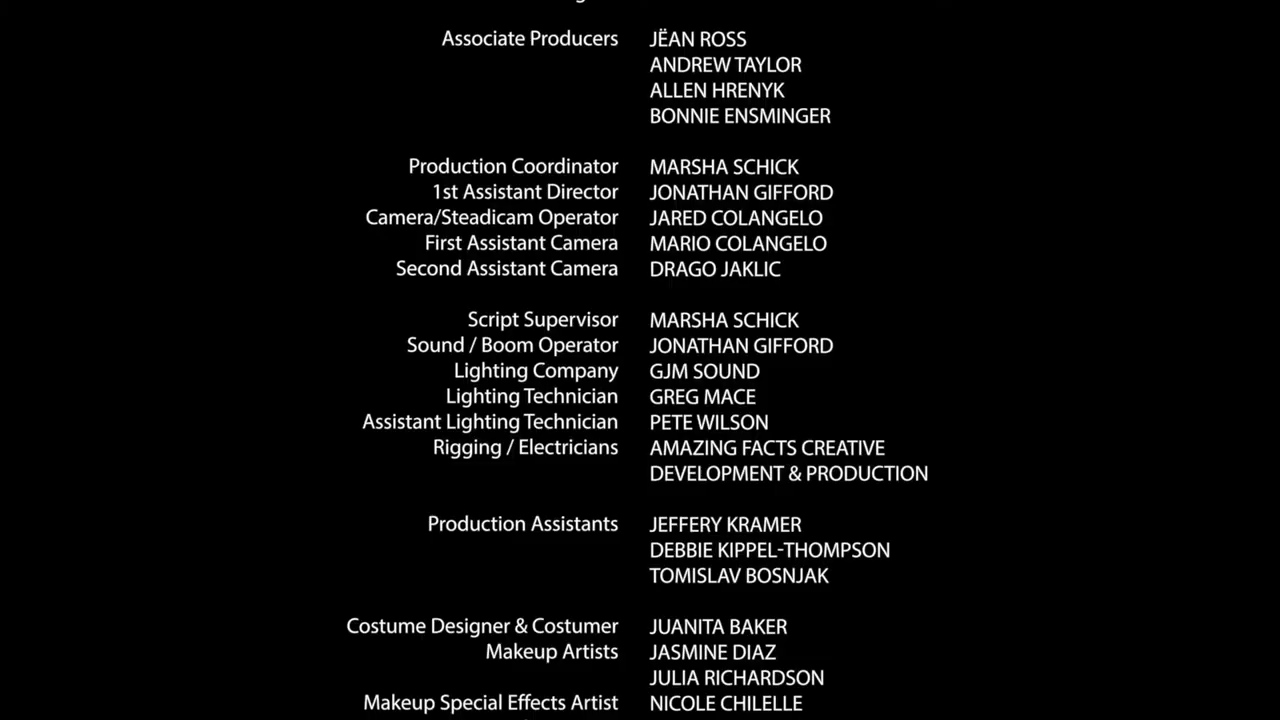 Associate Producers JËAN ROSS
ANDREW TAYLOR
ALLEN HRENYK
BONNIE ENSMINGER
Production Coordinator MARSHA SCHICK
1st Assistant Director JONATHAN GIFFORD
Camera/Steadicam Operator JARED COLANGELO
First Assistant Camera MARIO COLANGELO
Second Assistant Camera DRAGO JAKLIC
Script Supervisor MARSHA SCHICK
Sound / Boom Operator JONATHAN GIFFORD
Lighting Company GJM SOUND
Lighting Technician GREG MACE
Assistant Lighting Technician PETE WILSON
Rigging / Electricians AMAZING FACTS CREATIVE
DEVELOPMENT & PRODUCTION
Production Assistants JEFFERY KRAMER
DEBBIE KIPPEL-THOMPSON
TOMISLAV BOSNJAK
Costume Designer & Costumer JUANITA BAKER
Makeup Artists JASMINE DIAZ
JULIA RICHARDSON
Makeup Special Effects Artist NICOLE CHILELLE